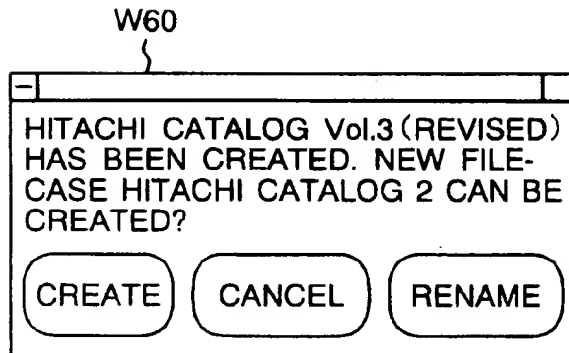 W60
HITACHI CATALOG Vol.3(REVISED)
HAS BEEN CREATED. NEW FILE-
CASE HITACHI CATALOG 2 CAN BE
CREATED?
CREATE CANCEL RENAME